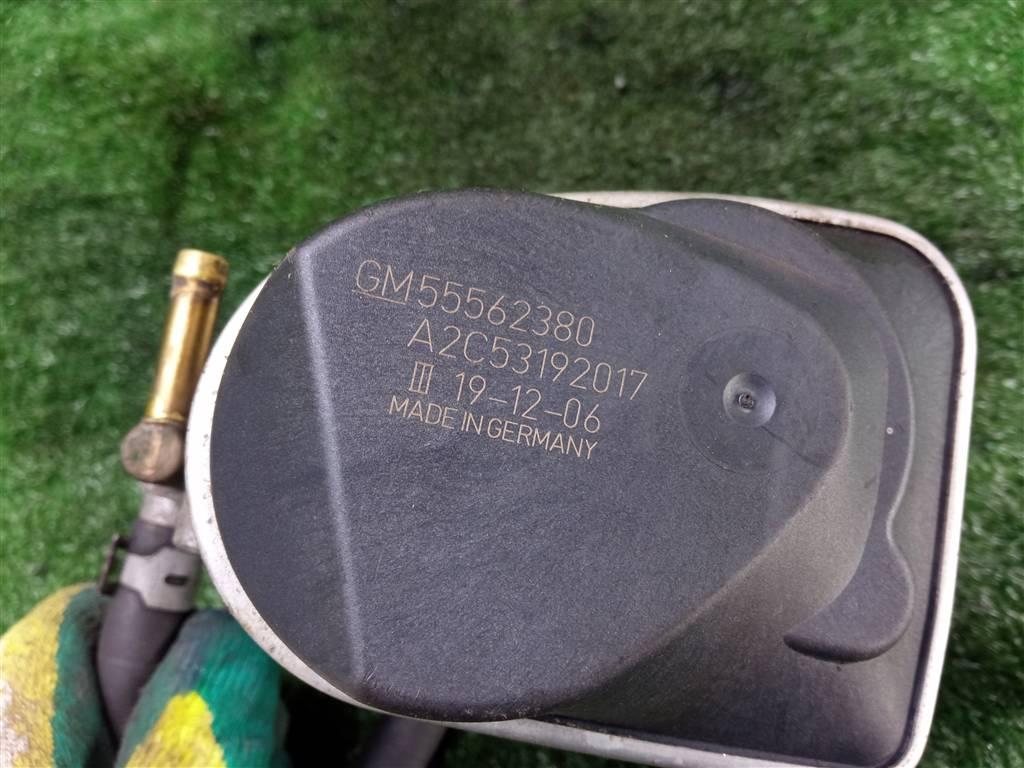 GM55562380
A2C53192017
III 19-12-06
MADE IN GERMANY